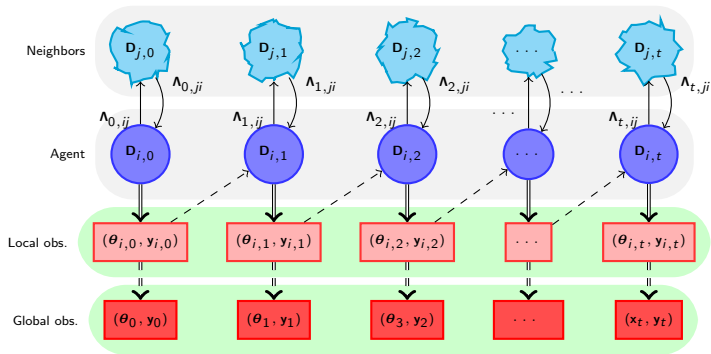 Neighbors D_{j,0} D_{j,1} D_{j,2} ... D_{j,t}
Λ_{0,ji} Λ_{1,ji} Λ_{2,ji} ... Λ_{t,ji}
Λ_{0,ij} Λ_{1,ij} Λ_{2,ij} ... Λ_{t,ij}
Agent D_{i,0} D_{i,1} D_{i,2} ... D_{i,t}
Local obs. (θ_{i,0}, y_{i,0}) (θ_{i,1}, y_{i,1}) (θ_{i,2}, y_{i,2}) ... (θ_{i,t}, y_{i,t})
Global obs. (θ_0, y_0) (θ_1, y_1) (θ_3, y_2) ... (x_t, y_t)